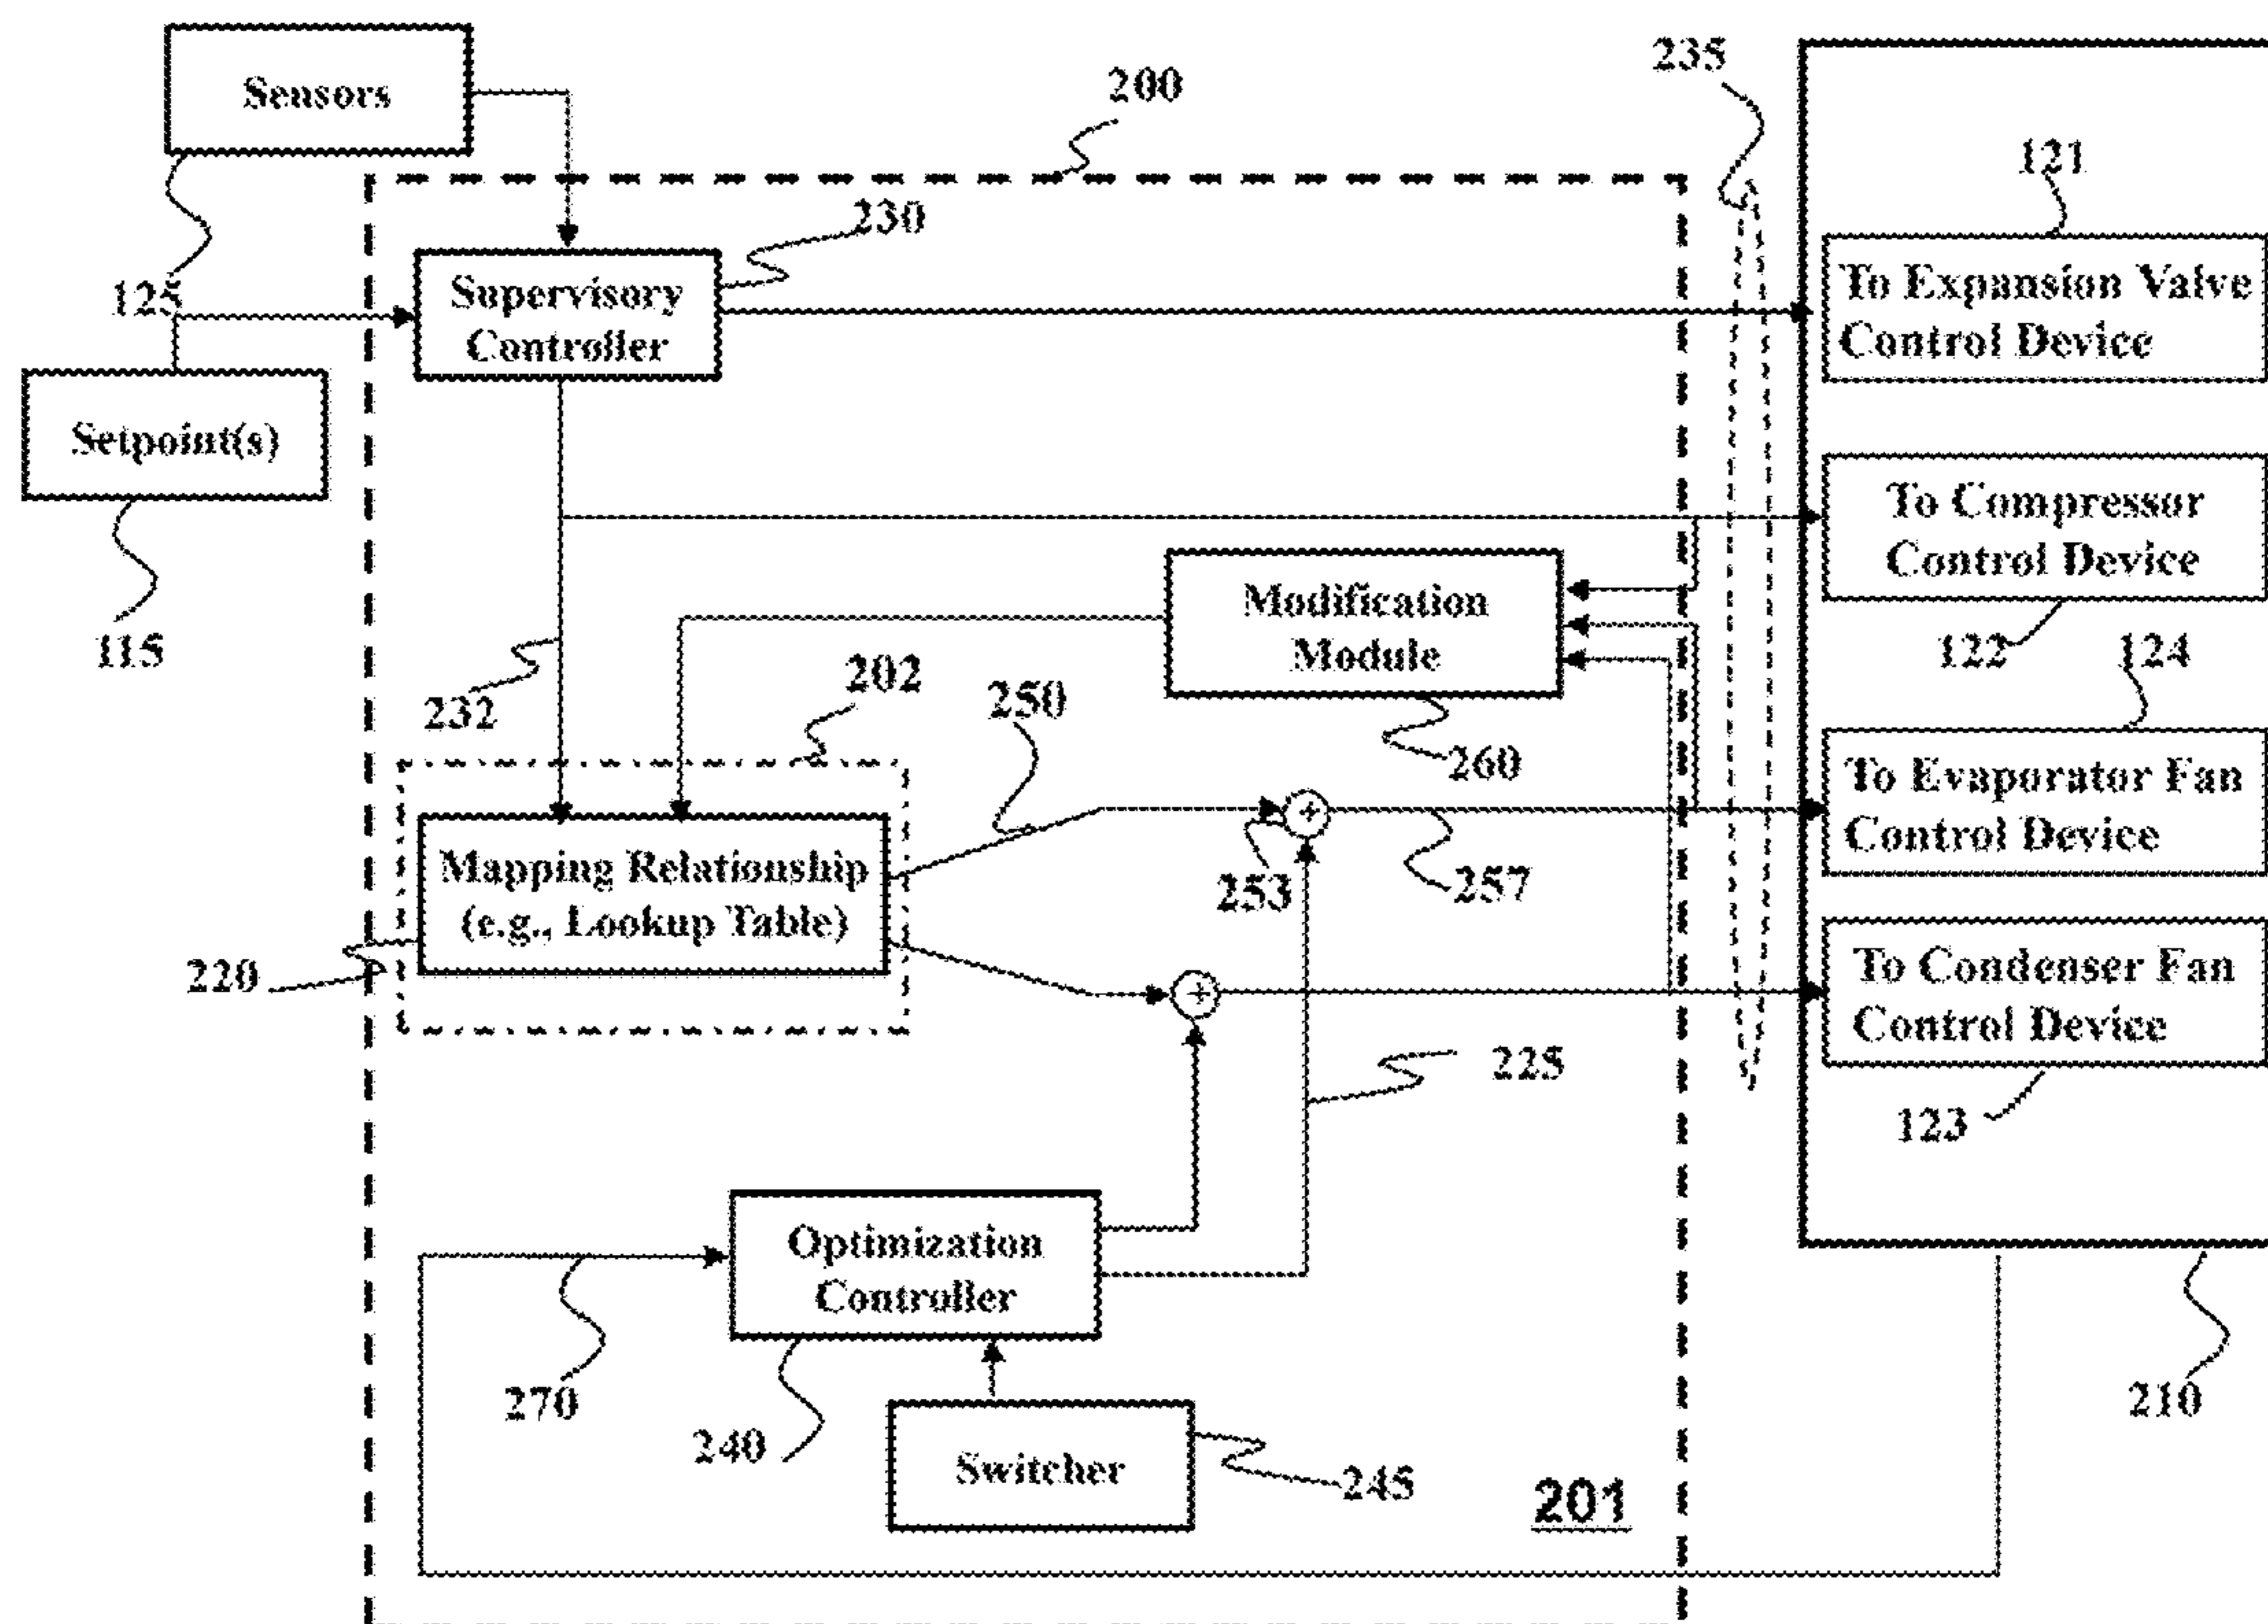 235
Sensors
200
121
230
To Expansion Valve
Control Device
Supervisory
Controller
125
Setpoint(s)
To Compressor
Control Device
Modification
Module
115
122
124
202
250
232
260
To Evaporator Fan
Control Device
+
Mapping Relationship
(e.g., Lookup Table)
253
257
220
To Condenser Fan
Control Device
+
225
123
Optimization
Controller
270
240
210
Switcher
245
201